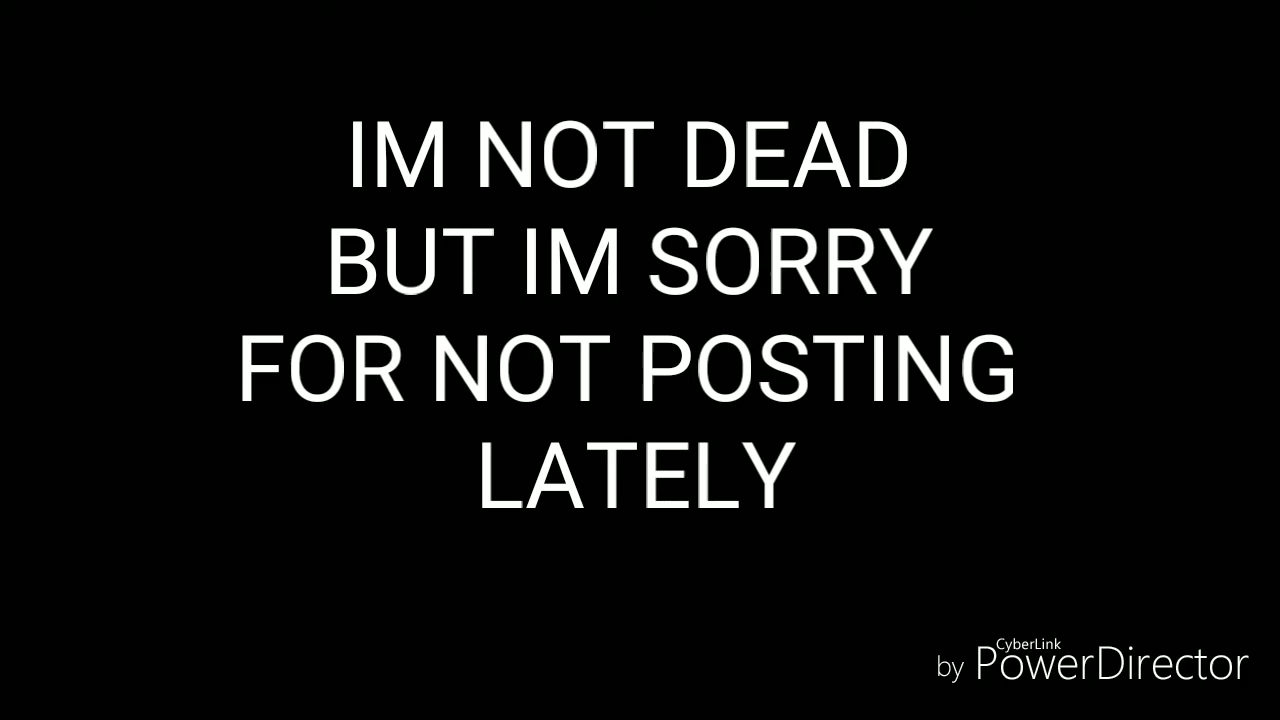 IM NOT DEAD
BUT IM SORRY
FOR NOT POSTING
LATELY
CyberLink
by PowerDirector